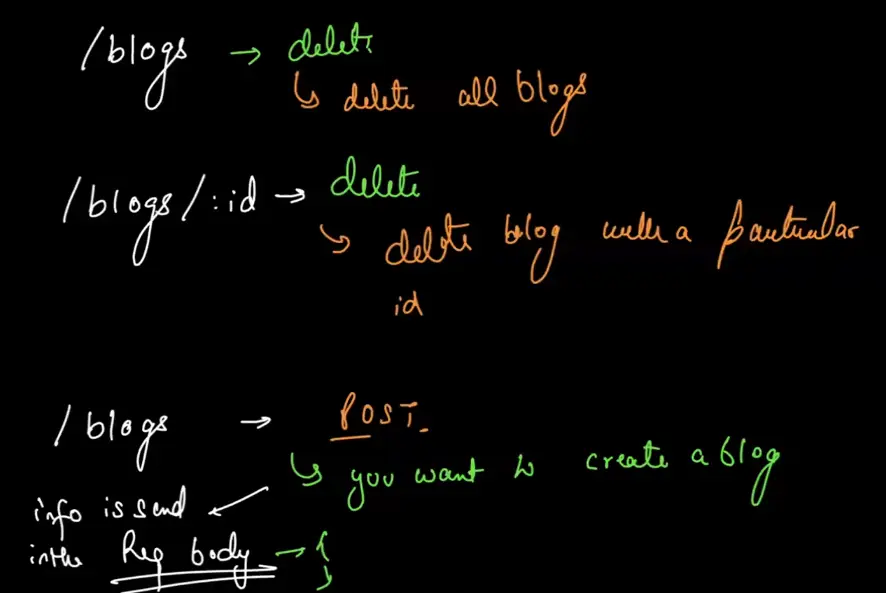 /blogs → delete
↳ delete all blogs
/blogs/:id → delete
↳ delete blog with a particular
id
/blogs → POST.
↳ you want to create a blog
info is send
in the Req body → {
}